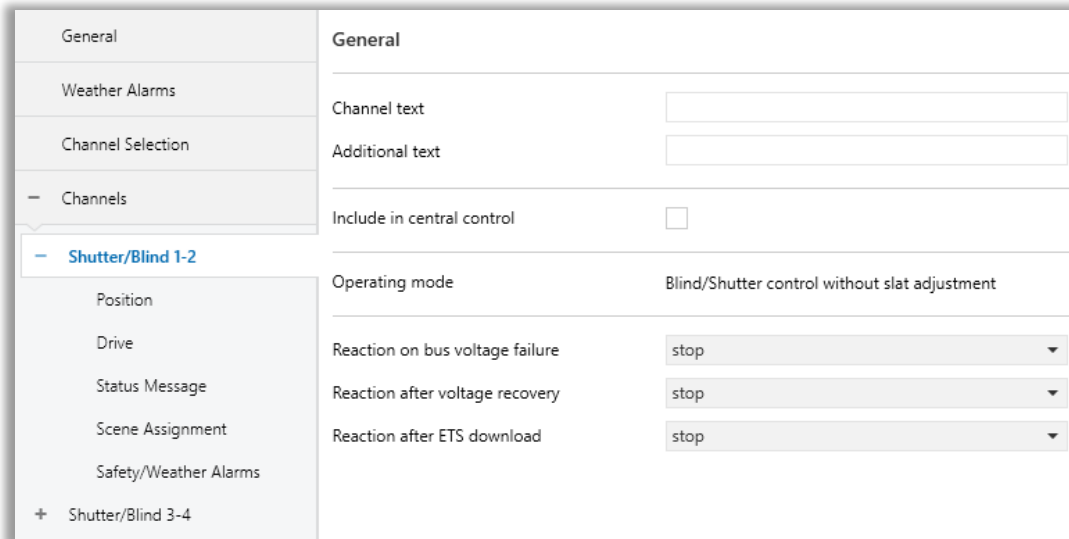 General
Weather Alarms
Channel Selection
− Channels
− Shutter/Blind 1-2
Position
Drive
Status Message
Scene Assignment
Safety/Weather Alarms
+ Shutter/Blind 3-4
General
Channel text
Additional text
Include in central control
Operating mode Blind/Shutter control without slat adjustment
Reaction on bus voltage failure stop
Reaction after voltage recovery stop
Reaction after ETS download stop